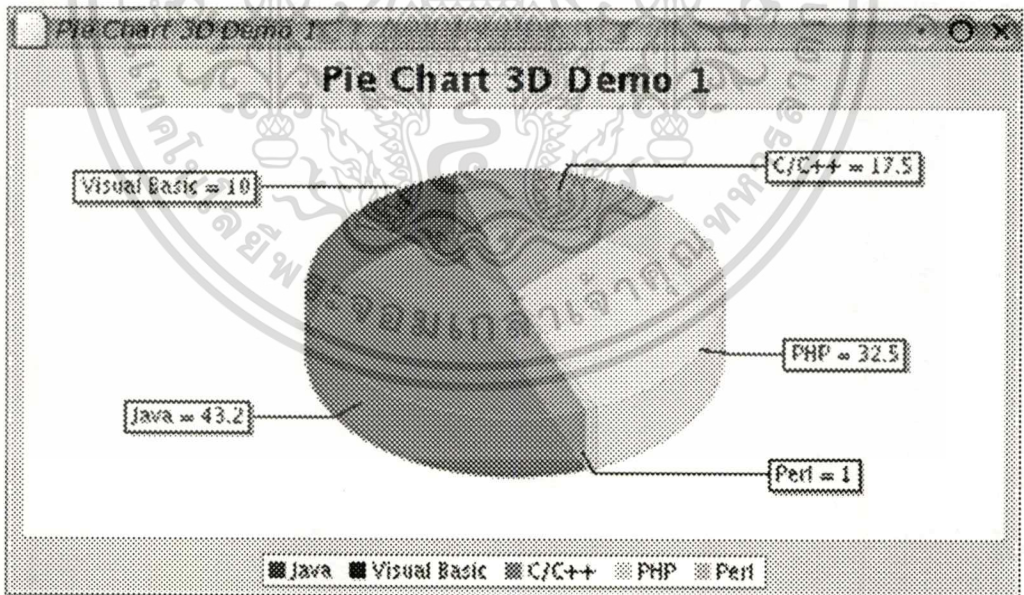 Pie Chart 3D Demo 1
Pie Chart 3D Demo 1
C/C++ = 17.5
Visual Basic = 10
PHP = 32.5
Java = 43.2
Perl = 1
Java Visual Basic C/C++ PHP Perl